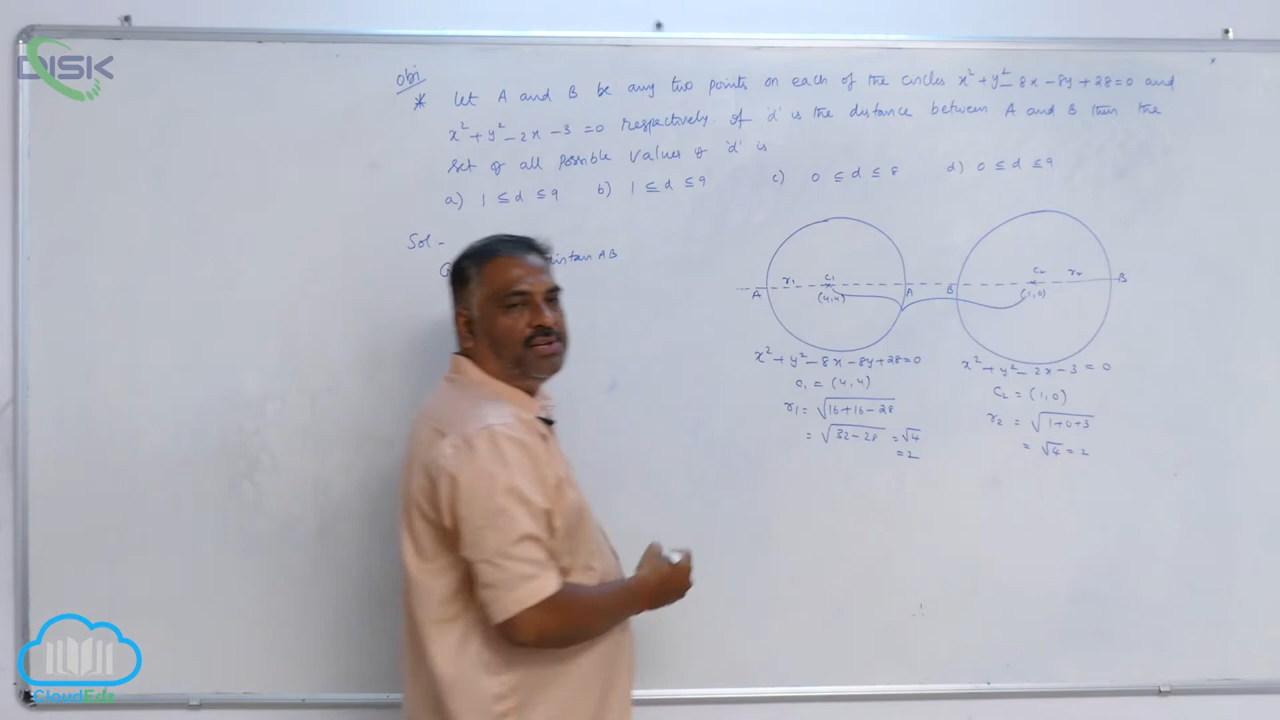 DISK
Obj
* Let A and B be any two points on each of the circles x² + y² - 8x - 8y + 28 = 0 and
x² + y² - 2x - 3 = 0 respectively. If 'd' is the distance between A and B then the
set of all possible values of 'd' is
a) 1 ≤ d ≤ 9 b) 1 ≤ d ≤ 9 c) 0 ≤ d ≤ 8 d) 0 ≤ d ≤ 9
Sol -
distan AB
A r₁ C₁ A B C₂ r₂ B
(4,4) (1,0)
x² + y² - 8x - 8y + 28 = 0
C₁ = (4,4)
r₁ = √16+16-28
= √32-28 = √4
= 2
x² + y² - 2x - 3 = 0
C₂ = (1,0)
r₂ = √1+0+3
= √4 = 2
CloudEdz